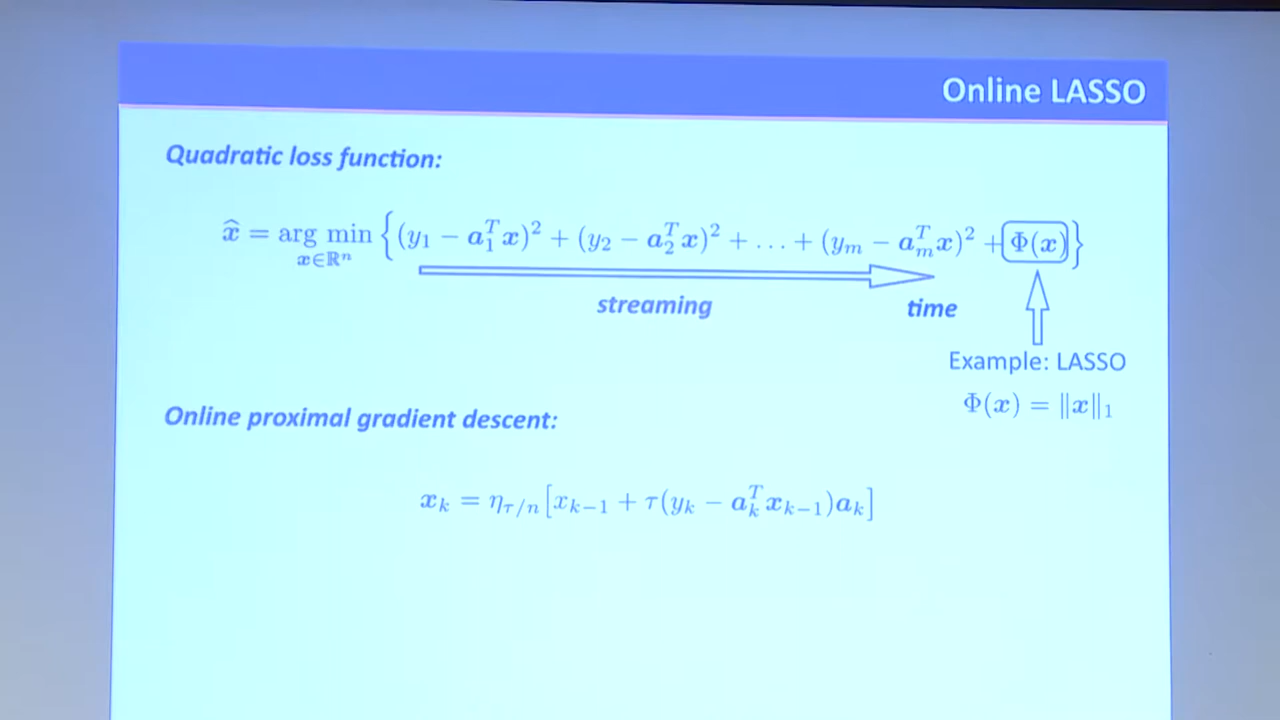 Online LASSO
Quadratic loss function:
x̂ = arg min_{x∈ℝⁿ} {(y₁ − a₁ᵀx)² + (y₂ − a₂ᵀx)² + … + (yₘ − aₘᵀx)² + Φ(x)}
streaming time
Example: LASSO
Φ(x) = ‖x‖₁
Online proximal gradient descent:
xₖ = η_{τ/n}[xₖ₋₁ + τ(yₖ − aₖᵀxₖ₋₁)aₖ]